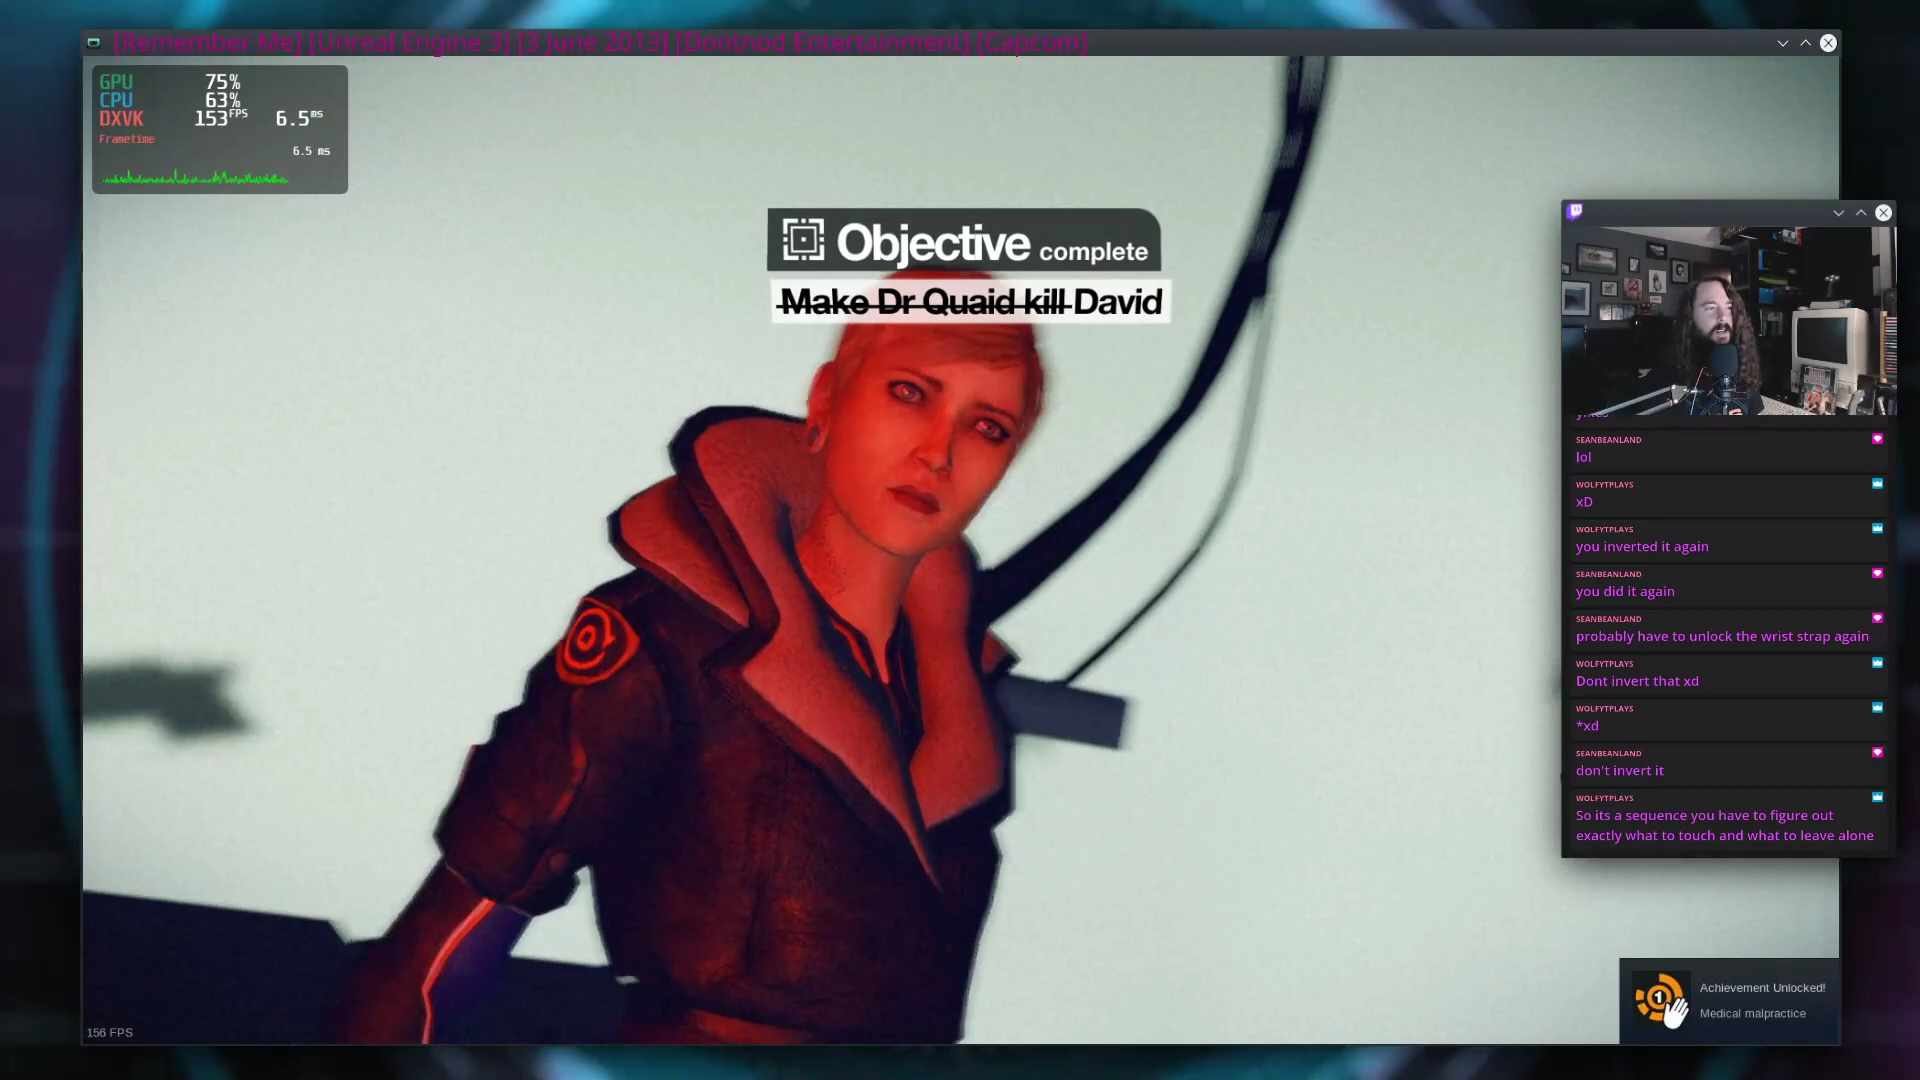 [Remember Me] [Unreal Engine 3] [3 June 2013] [Dontnod Entertainment] [Capcom]
GPU 75%
CPU 63%
DXVK 153FPS 6.5ms
Frametime
6.5 ms
Objective complete
Make Dr Quaid kill David
SEANBEANLAND
lol
WOLFYTPLAYS
xD
WOLFYTPLAYS
you inverted it again
SEANBEANLAND
you did it again
SEANBEANLAND
probably have to unlock the wrist strap again
WOLFYTPLAYS
Dont invert that xd
WOLFYTPLAYS
*xd
SEANBEANLAND
don't invert it
WOLFYTPLAYS
So its a sequence you have to figure out
exactly what to touch and what to leave alone
1
Achievement Unlocked!
Medical malpractice
156 FPS